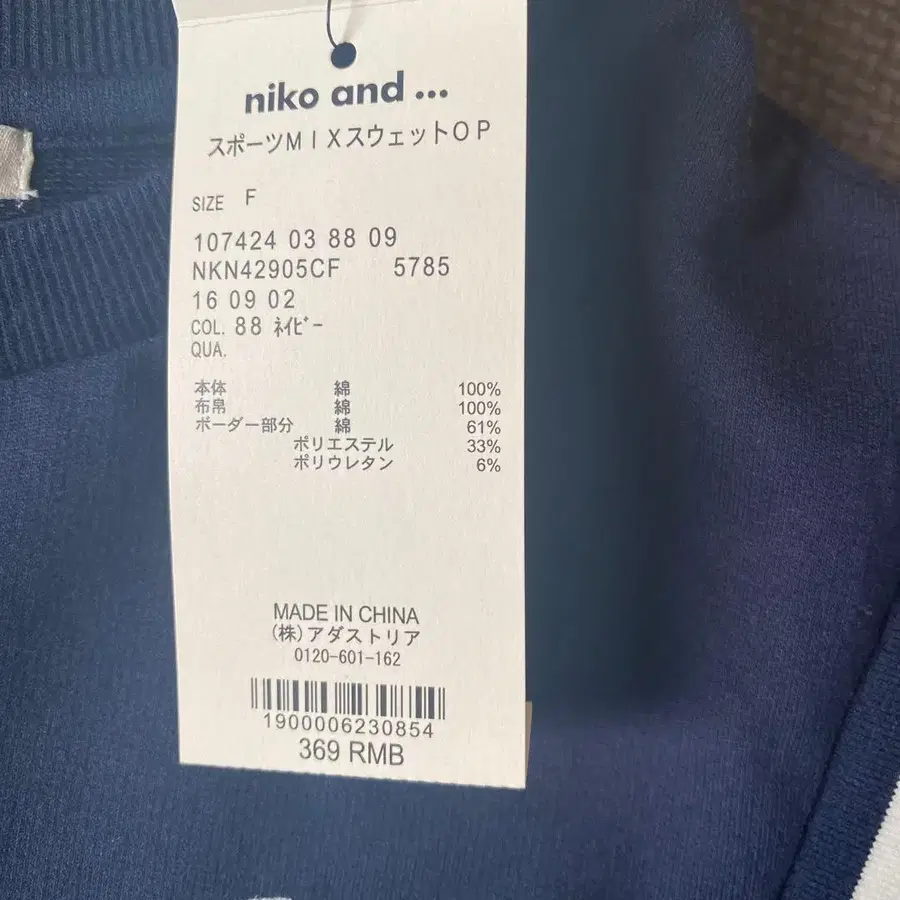 niko and ...
スポーツMIXスウェットOP
SIZE F
107424 03 88 09
NKN42905CF 5785
16 09 02
COL. 88 ﾈｲﾋﾞｰ
QUA.
本体 綿 100%
布帛 綿 100%
ボーダー部分 綿 61%
ポリエステル 33%
ポリウレタン 6%
MADE IN CHINA
(株)アダストリア
0120-601-162
1900006230854
369 RMB